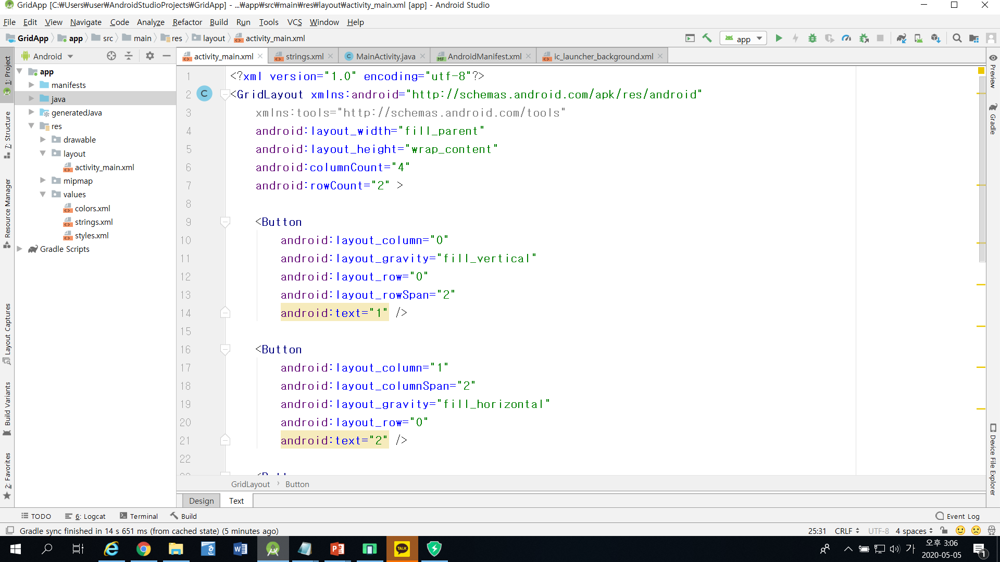 GridApp [C:₩Users₩user₩AndroidStudioProjects₩GridApp] - ...₩app₩src₩main₩res₩layout₩activity_main.xml [app] - Android Studio
File Edit View Navigate Code Analyze Refactor Build Run Tools VCS Window Help
GridApp app src main res layout activity_main.xml
app
Android
activity_main.xml strings.xml MainActivity.java AndroidManifest.xml ic_launcher_background.xml
1: Project
7: Structure
Resource Manager
Layout Captures
Build Variants
2: Favorites
app
manifests
java
generatedJava
res
drawable
layout
activity_main.xml
mipmap
values
colors.xml
strings.xml
styles.xml
Gradle Scripts
1 <?xml version="1.0" encoding="utf-8"?>
2 C <GridLayout xmlns:android="http://schemas.android.com/apk/res/android"
3 xmlns:tools="http://schemas.android.com/tools"
4 android:layout_width="fill_parent"
5 android:layout_height="wrap_content"
6 android:columnCount="4"
7 android:rowCount="2" >
8
9 <Button
10 android:layout_column="0"
11 android:layout_gravity="fill_vertical"
12 android:layout_row="0"
13 android:layout_rowSpan="2"
14 android:text="1" />
15
16 <Button
17 android:layout_column="1"
18 android:layout_columnSpan="2"
19 android:layout_gravity="fill_horizontal"
20 android:layout_row="0"
21 android:text="2" />
22
GridLayout › Button
Design Text
Preview
Gradle
Device File Explorer
TODO 6: Logcat Terminal Build Event Log
Gradle sync finished in 14 s 651 ms (from cached state) (5 minutes ago) 25:31 CRLF UTF-8 4 spaces
TALK
가
오후 3:06
2020-05-05
1